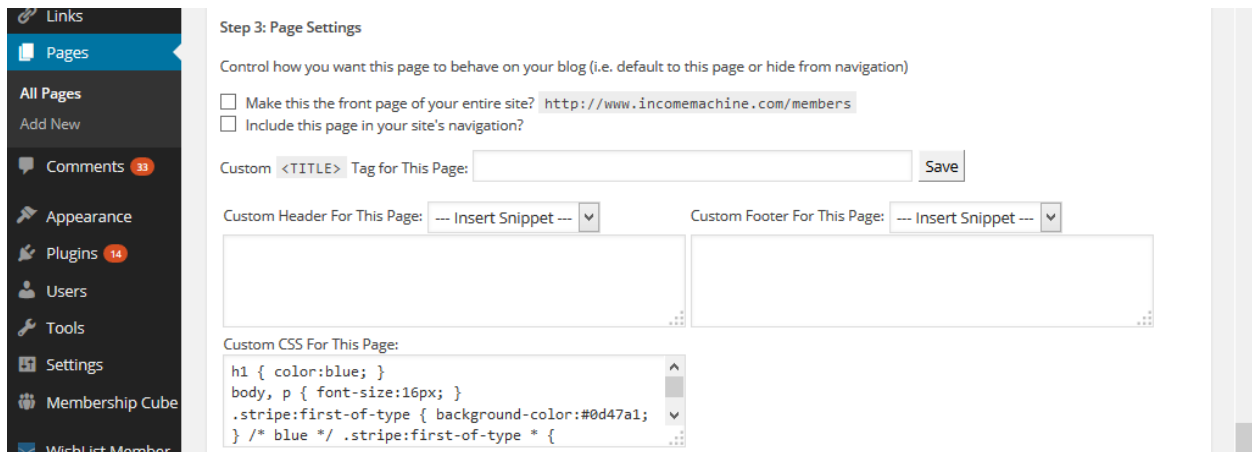 Links
Pages
All Pages
Add New
Comments 33
Appearance
Plugins 14
Users
Tools
Settings
Membership Cube
WishList Member
Step 3: Page Settings
Control how you want this page to behave on your blog (i.e. default to this page or hide from navigation)
Make this the front page of your entire site? http://www.incomemachine.com/members
Include this page in your site's navigation?
Custom <TITLE> Tag for This Page: Save
Custom Header For This Page: --- Insert Snippet ---
Custom Footer For This Page: --- Insert Snippet ---
Custom CSS For This Page:
h1 { color:blue; }
body, p { font-size:16px; }
.stripe:first-of-type { background-color:#0d47a1;
} /* blue */ .stripe:first-of-type * {